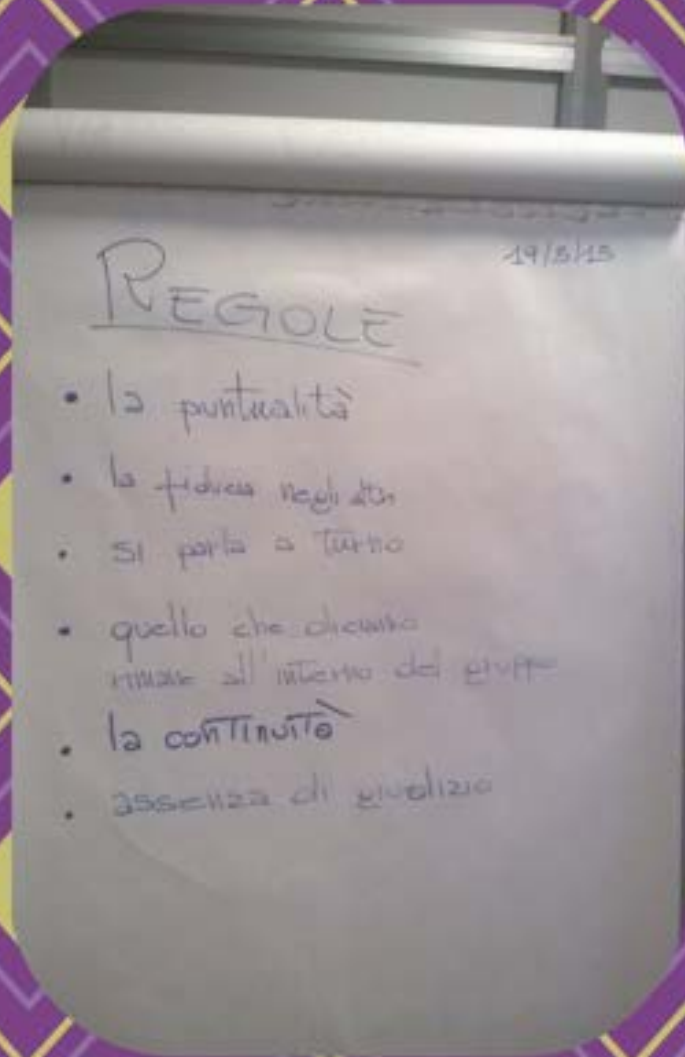 19/5/15
REGOLE
• la puntualità
• la fiducia negli altri
• si parla a turno
• quello che diciamo
rimane all'interno del gruppo
• la continuità
• assenza di giudizio